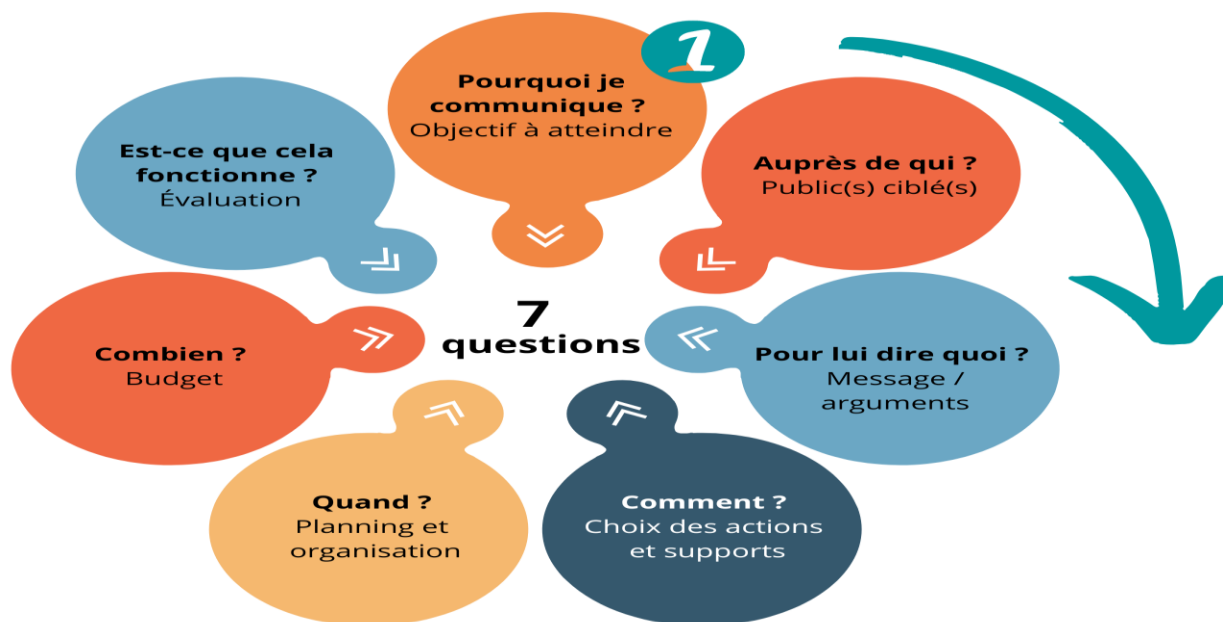 1
Pourquoi je
communique ?
Objectif à atteindre
Auprès de qui ?
Public(s) ciblé(s)
Pour lui dire quoi ?
Message /
arguments
Comment ?
Choix des actions
et supports
Quand ?
Planning et
organisation
Combien ?
Budget
Est-ce que cela
fonctionne ?
Évaluation
7
questions